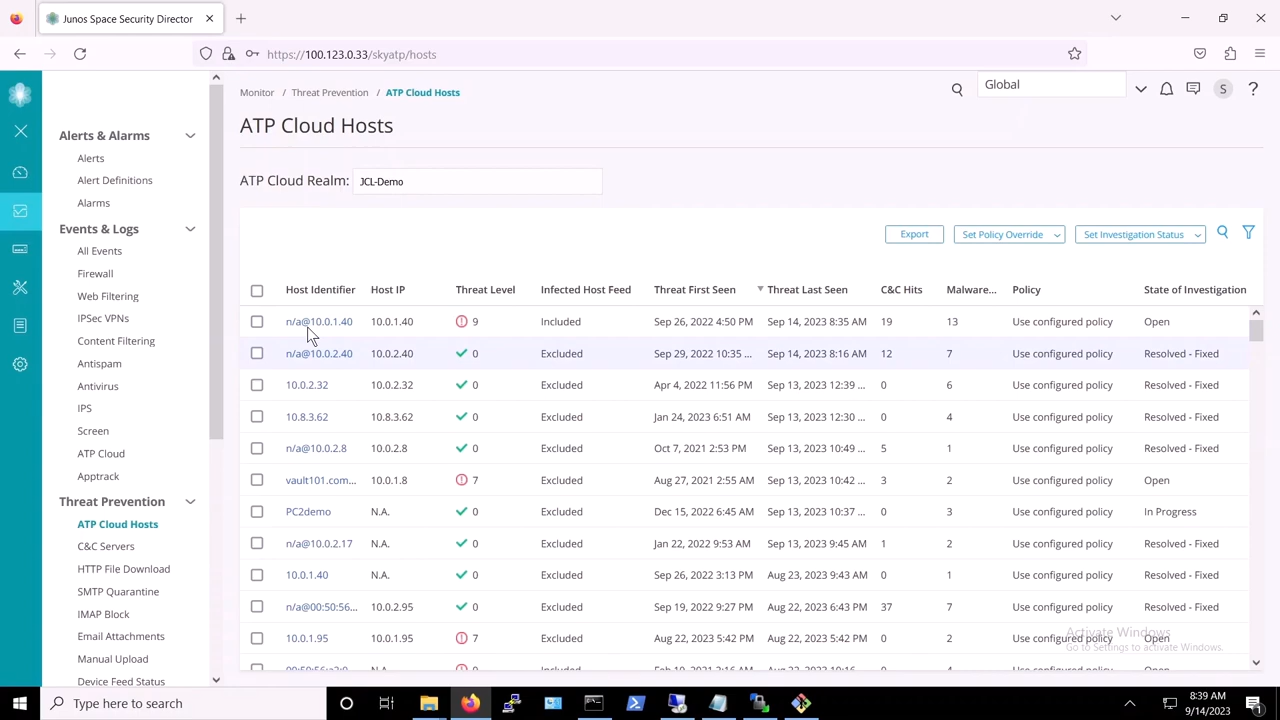 Junos Space Security Director
https://100.123.0.33/skyatp/hosts
Monitor / Threat Prevention / ATP Cloud Hosts
Global
S
?
ATP Cloud Hosts
ATP Cloud Realm: JCL-Demo
Alerts & Alarms
Alerts
Alert Definitions
Alarms
Events & Logs
All Events
Firewall
Web Filtering
IPSec VPNs
Content Filtering
Antispam
Antivirus
IPS
Screen
ATP Cloud
Apptrack
Threat Prevention
ATP Cloud Hosts
C&C Servers
HTTP File Download
SMTP Quarantine
IMAP Block
Email Attachments
Manual Upload
Device Feed Status
Export Set Policy Override Set Investigation Status
Host Identifier Host IP Threat Level Infected Host Feed Threat First Seen Threat Last Seen C&C Hits Malware... Policy State of Investigation
n/a@10.0.1.40 10.0.1.40 9 Included Sep 26, 2022 4:50 PM Sep 14, 2023 8:35 AM 19 13 Use configured policy Open
n/a@10.0.2.40 10.0.2.40 0 Excluded Sep 29, 2022 10:35 ... Sep 14, 2023 8:16 AM 12 7 Use configured policy Resolved - Fixed
10.0.2.32 10.0.2.32 0 Excluded Apr 4, 2022 11:56 PM Sep 13, 2023 12:39 ... 0 6 Use configured policy Resolved - Fixed
10.8.3.62 10.8.3.62 0 Excluded Jan 24, 2023 6:51 AM Sep 13, 2023 12:30 ... 0 4 Use configured policy Resolved - Fixed
n/a@10.0.2.8 10.0.2.8 0 Excluded Oct 7, 2021 2:53 PM Sep 13, 2023 10:49 ... 5 1 Use configured policy Resolved - Fixed
vault101.com... 10.0.1.8 7 Excluded Aug 27, 2021 2:55 AM Sep 13, 2023 10:42 ... 3 2 Use configured policy Open
PC2demo N.A. 0 Excluded Dec 15, 2022 6:45 AM Sep 13, 2023 10:37 ... 0 3 Use configured policy In Progress
n/a@10.0.2.17 N.A. 0 Excluded Jan 22, 2022 9:53 AM Sep 13, 2023 9:45 AM 1 2 Use configured policy Resolved - Fixed
10.0.1.40 N.A. 0 Excluded Sep 26, 2022 3:13 PM Aug 23, 2023 9:43 AM 0 1 Use configured policy Resolved - Fixed
n/a@00:50:56... 10.0.2.95 0 Excluded Sep 19, 2022 9:27 PM Aug 22, 2023 6:43 PM 37 7 Use configured policy Resolved - Fixed
10.0.1.95 10.0.1.95 7 Excluded Aug 22, 2023 5:42 PM Aug 22, 2023 5:42 PM 0 2 Use configured policy Open
Activate Windows
Go to Settings to activate Windows.
Type here to search
8:39 AM
9/14/2023
1